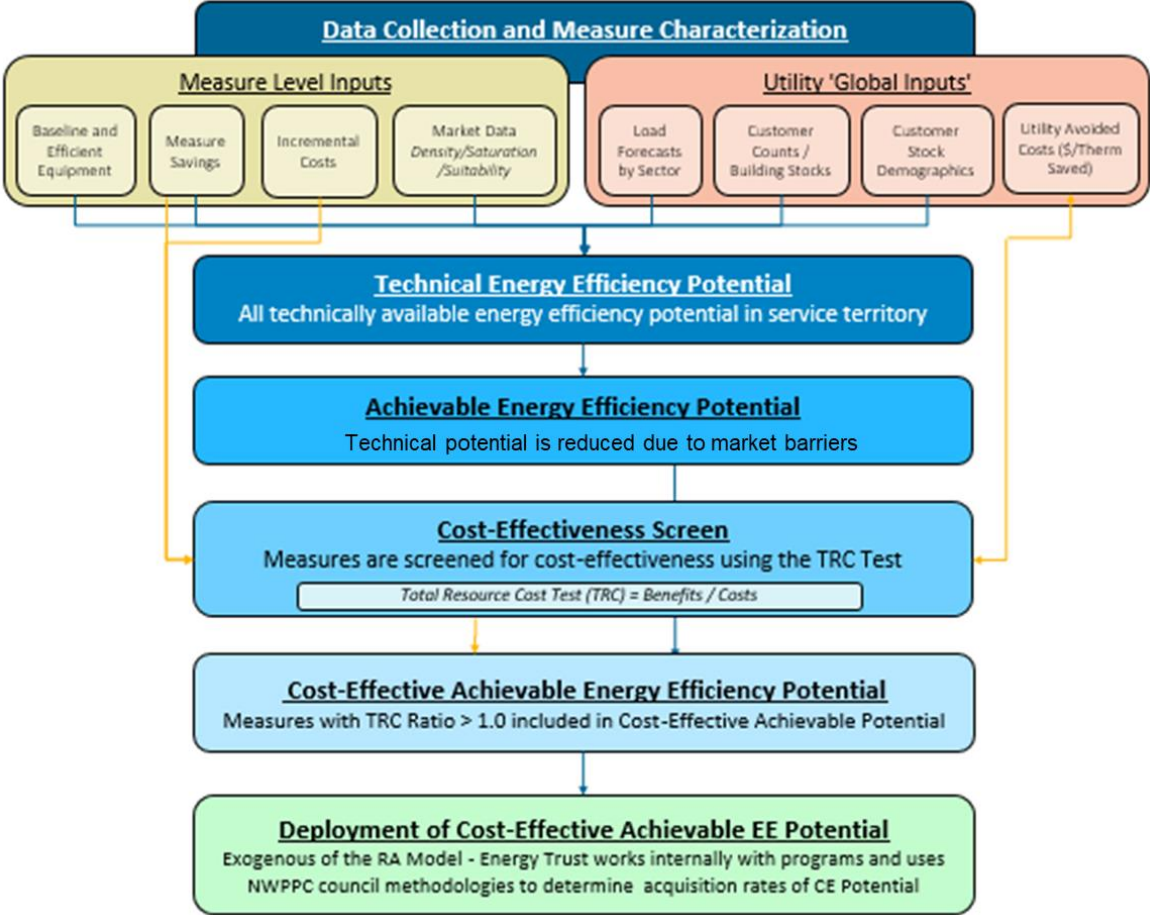 Data Collection and Measure Characterization
Measure Level Inputs
Baseline and
Efficient
Equipment
Measure
Savings
Incremental
Costs
Market Data
Density/Saturation
/Suitability
Utility 'Global Inputs'
Load
Forecasts
by Sector
Customer
Counts /
Building Stocks
Customer
Stock
Demographics
Utility Avoided
Costs ($/Therm
Saved)
Technical Energy Efficiency Potential
All technically available energy efficiency potential in service territory
Achievable Energy Efficiency Potential
Technical potential is reduced due to market barriers
Cost-Effectiveness Screen
Measures are screened for cost-effectiveness using the TRC Test
Total Resource Cost Test (TRC) = Benefits / Costs
Cost-Effective Achievable Energy Efficiency Potential
Measures with TRC Ratio > 1.0 included in Cost-Effective Achievable Potential
Deployment of Cost-Effective Achievable EE Potential
Exogenous of the RA Model - Energy Trust works internally with programs and uses
NWPPC council methodologies to determine acquisition rates of CE Potential